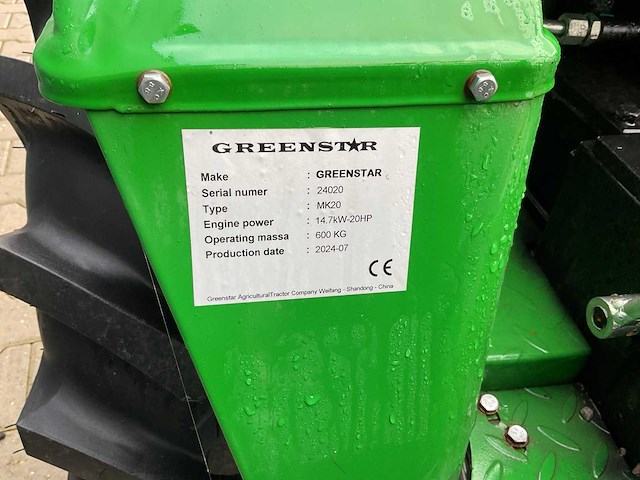 GREENSTAR
Make : GREENSTAR
Serial numer : 24020
Type : MK20
Engine power : 14.7kW-20HP
Operating massa : 600 KG
Production date : 2024-07
CE
Greenstar AgriculturalTractor Company Weifang - Shandong - China